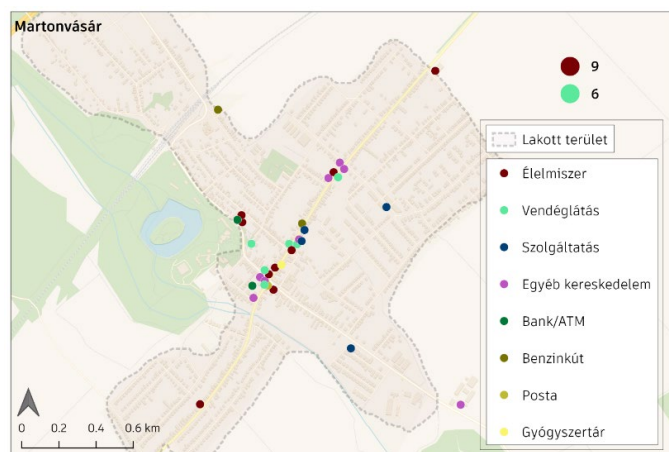 Martonvásár
9
6
Lakott terület
Élelmiszer
Vendéglátás
Szolgáltatás
Egyéb kereskedelem
Bank/ATM
Benzinkút
Posta
Gyógyszertár
0 0.2 0.4 0.6 km